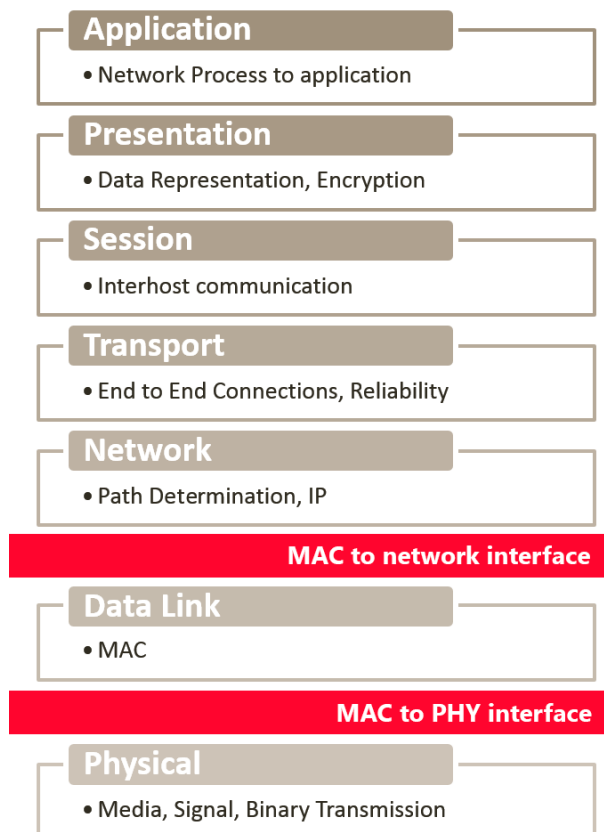 Application
• Network Process to application
Presentation
• Data Representation, Encryption
Session
• Interhost communication
Transport
• End to End Connections, Reliability
Network
• Path Determination, IP
MAC to network interface
Data Link
• MAC
MAC to PHY interface
Physical
• Media, Signal, Binary Transmission